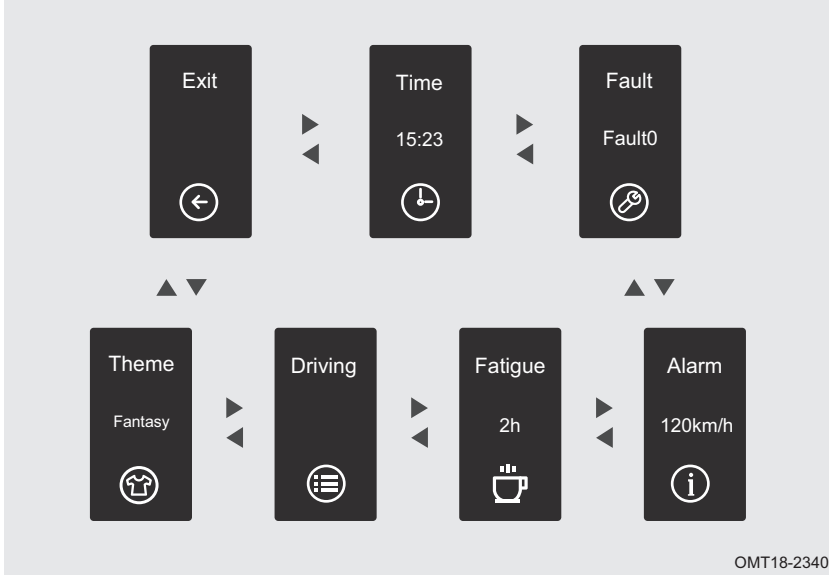 Exit
Time
15:23
Fault
Fault0
Theme
Fantasy
Driving
Fatigue
2h
Alarm
120km/h
i
OMT18-2340